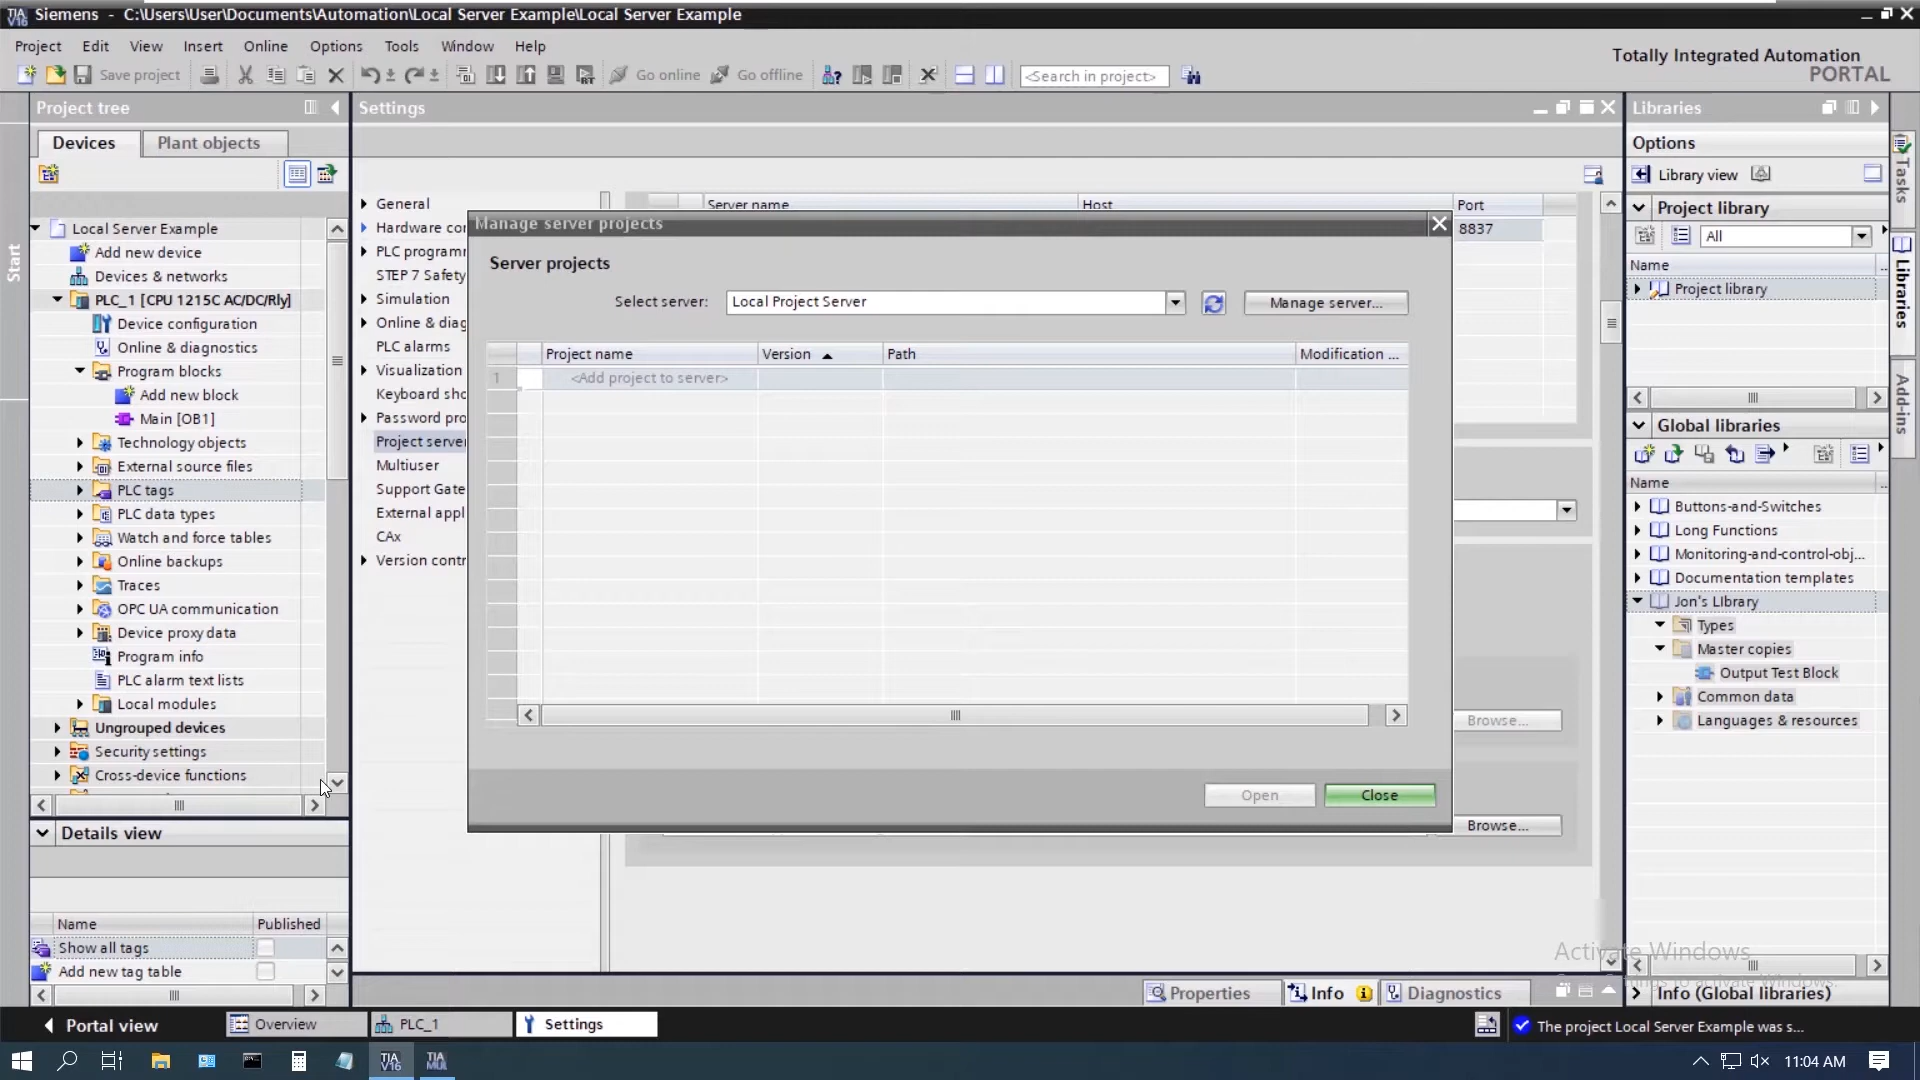 Siemens - C:\Users\User\Documents\Automation\Local Server Example\Local Server Example
Project Edit View Insert Online Options Tools Window Help
Totally Integrated Automation
PORTAL
Save project
Go online
Go offline
<Search in project>
Project tree
Settings
Libraries
Devices
Plant objects
Options
Library view
Start
Local Server Example
Add new device
Devices & networks
PLC_1 [CPU 1215C AC/DC/Rly]
Device configuration
Online & diagnostics
Program blocks
Add new block
Main [OB1]
Technology objects
External source files
PLC tags
PLC data types
Watch and force tables
Online backups
Traces
OPC UA communication
Device proxy data
Program info
PLC alarm text lists
Local modules
Ungrouped devices
Security settings
Cross-device functions
Details view
Name Published
Show all tags
Add new tag table
General
Hardware co
PLC program
STEP 7 Safety
Simulation
Online & diag
PLC alarms
Visualization
Keyboard sho
Password pro
Project server
Multiuser
Support Gate
External appl
CAx
Version contr
Server name Host Port
8837
Manage server projects
Server projects
Select server: Local Project Server Manage server...
Project name Version Path Modification ...
1 <Add project to server>
Open Close
Browse...
Browse...
Project library
All
Name
Project library
Global libraries
Name
Buttons-and-Switches
Long Functions
Monitoring-and-control-obj...
Documentation templates
Jon's LIbrary
Types
Master copies
Output Test Block
Common data
Languages & resources
Tasks
Libraries
Add-ins
Activate Windows
Properties Info Diagnostics
Info (Global libraries)
Portal view Overview PLC_1 Settings
The project Local Server Example was s...
11:04 AM